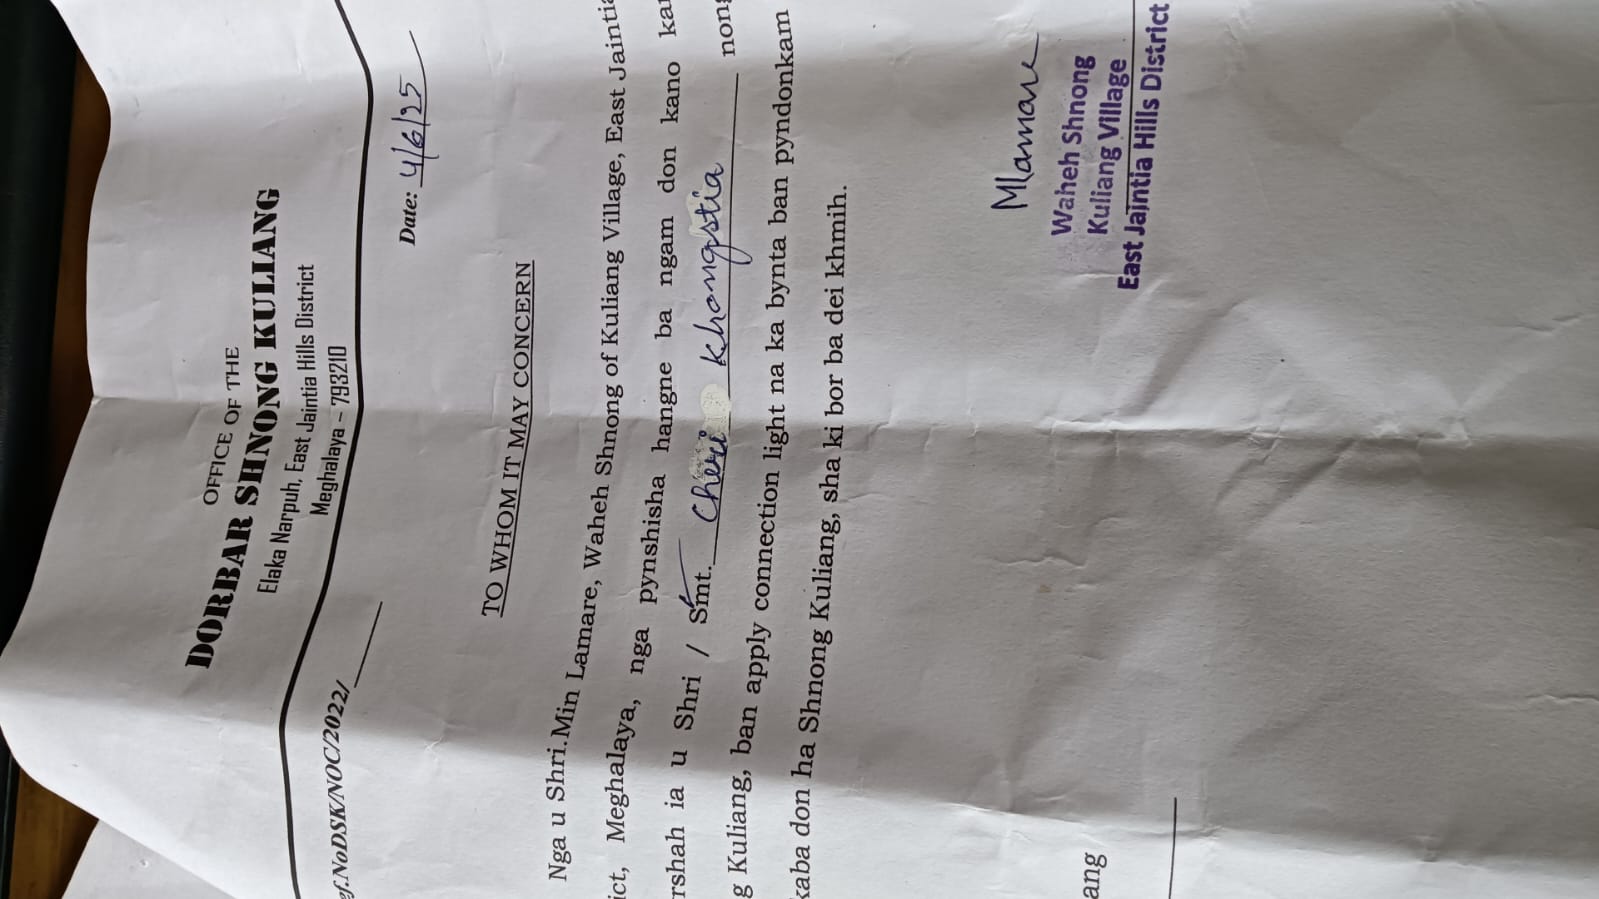 OFFICE OF THE
DORBAR SHNONG KULIANG
Elaka Narpuh, East Jaintia Hills District
Meghalaya – 793210
ef.NoDSK/NOC/2022/
Date: 4/6/25
TO WHOM IT MAY CONCERN
Nga u Shri.Min Lamare, Waheh Shnong of Kuliang Village, East Jaintia
ict, Meghalaya, nga pynshisha hangne ba ngam don kano ka
rshah ia u Shri / Smt. Cheri Khongstia nong
g Kuliang, ban apply connection light na ka bynta ban pyndonkam
kaba don ha Shnong Kuliang, sha ki bor ba dei khmih.
Mlamare
Waheh Shnong
Kuliang Village
East Jaintia Hills District
ang